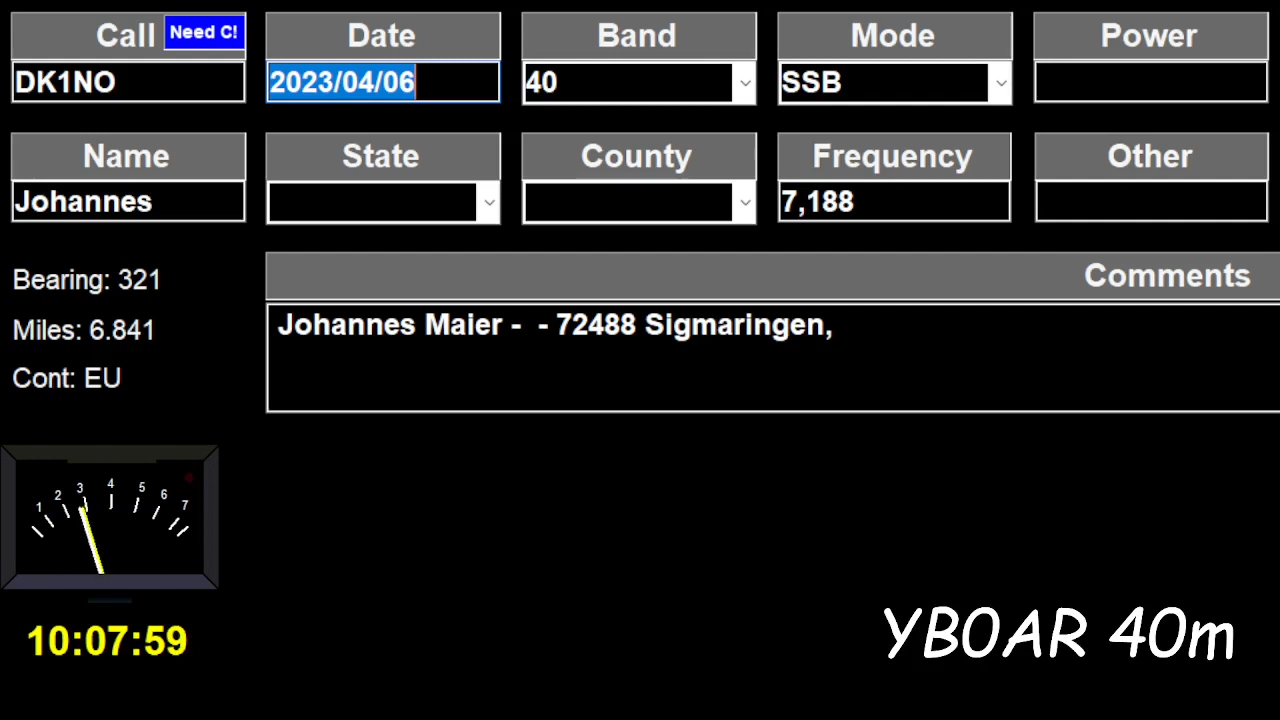 Call Need C! Date Band Mode Power
DK1NO 2023/04/06 40 SSB
Name State County Frequency Other
Johannes 7,188
Bearing: 321 Comments
Miles: 6.841 Johannes Maier - - 72488 Sigmaringen,
Cont: EU
1 2 3 4 5 6 7
10:07:59
YB0AR 40m